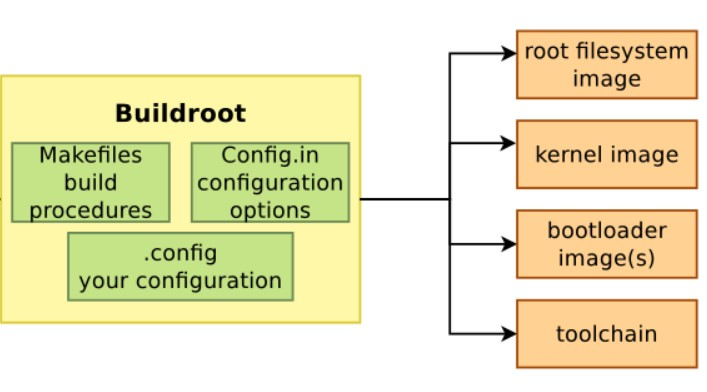 Buildroot
Makefiles
build
procedures
Config.in
configuration
options
.config
your configuration
root filesystem
image
kernel image
bootloader
image(s)
toolchain